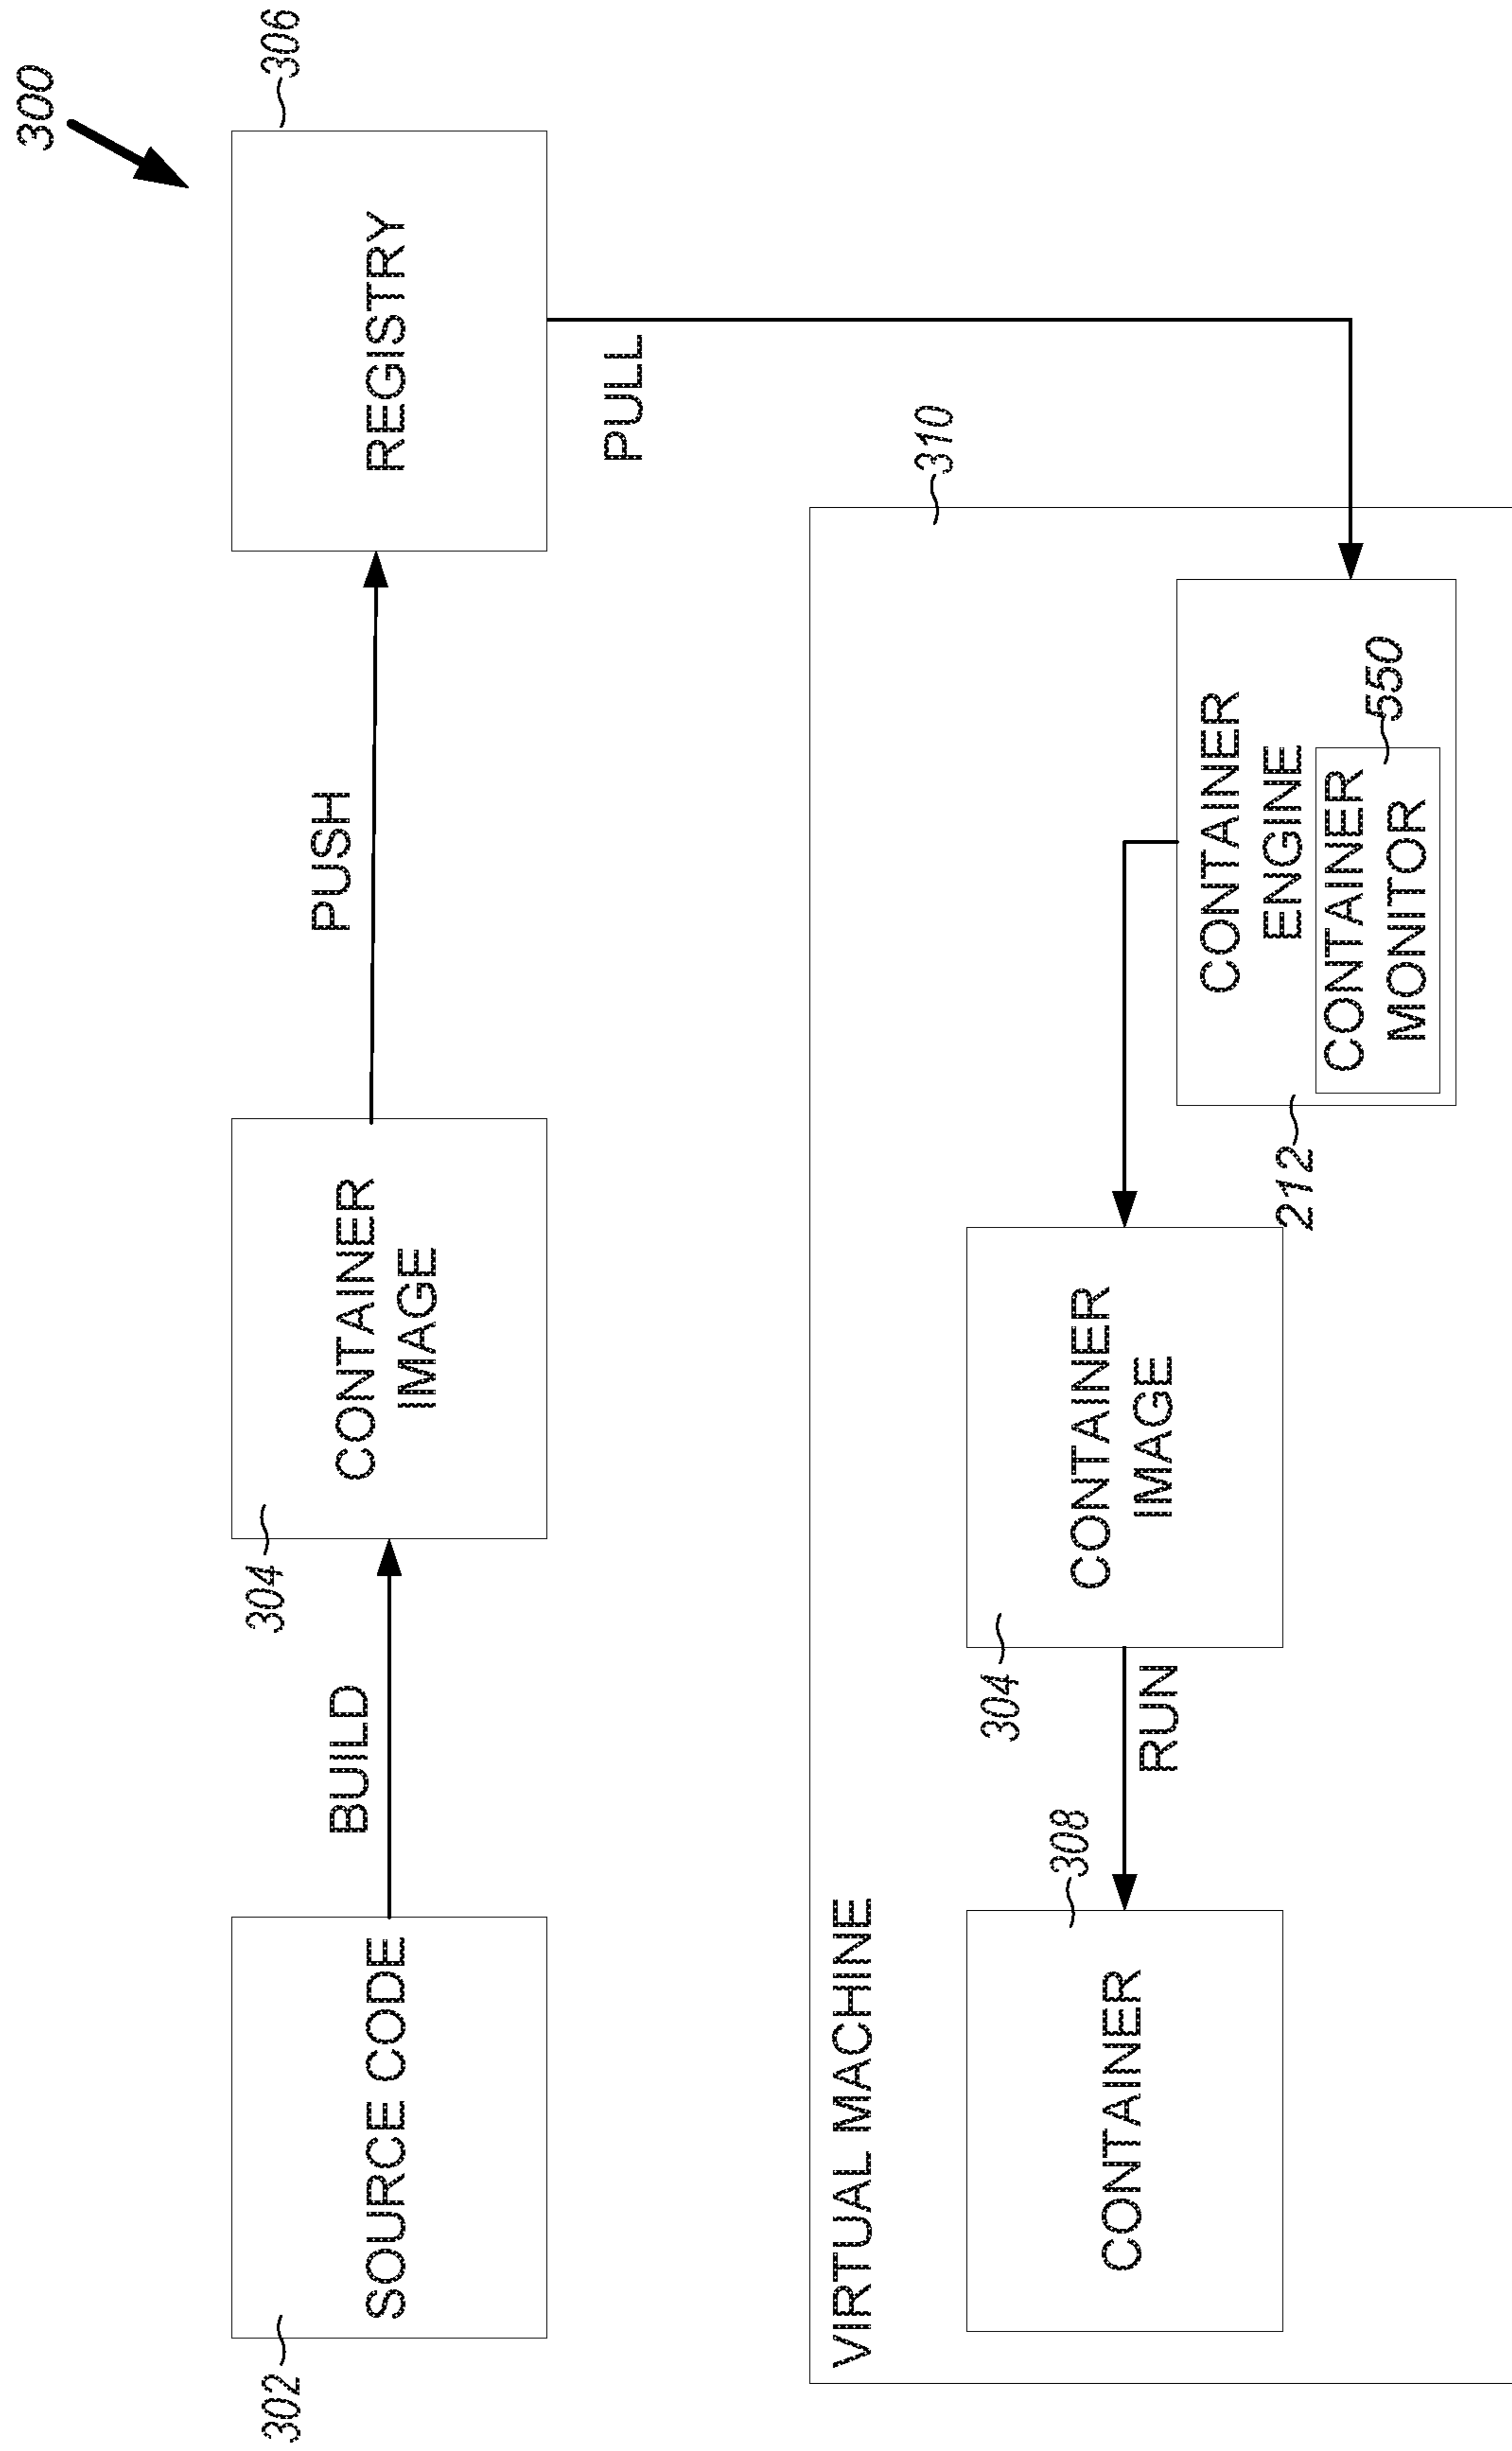 300
302
SOURCE CODE
BUILD
304
CONTAINER
IMAGE
PUSH
306
REGISTRY
PULL
310
VIRTUAL MACHINE
308
CONTAINER
RUN
304
CONTAINER
IMAGE
212
CONTAINER
ENGINE
CONTAINER
MONITOR
550